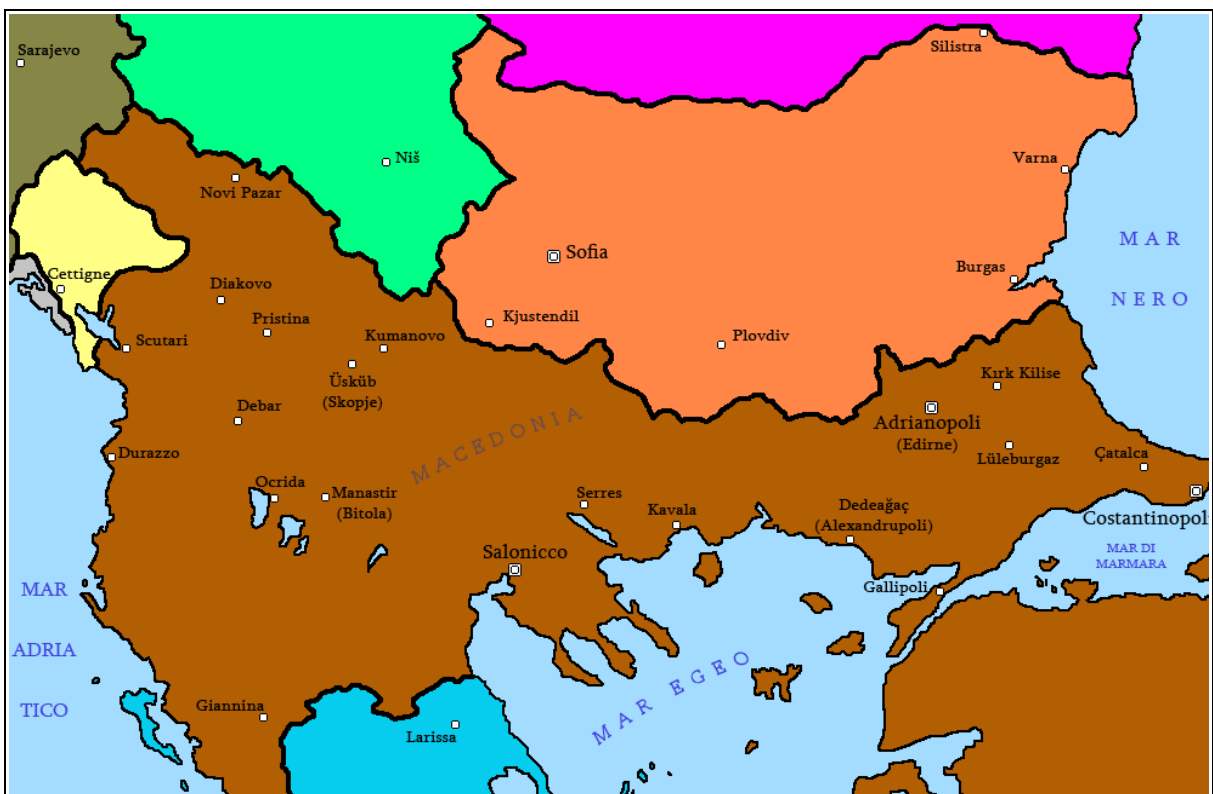 Sarajevo
Silistra
Niš
Varna
Novi Pazar
MAR
NERO
Sofia
Cettigne
Burgas
Diakovo
Pristina
Kjustendil
Scutari
Kumanovo
Plovdiv
Üsküb
(Skopje)
Kırk Kilise
Debar
MACEDONIA
Adrianopoli
(Edirne)
Durazzo
Lüleburgaz
Çatalca
Ocrida
Manastir
(Bitola)
Serres
Kavala
Dedeağaç
(Alexandrupoli)
Costantinopoli
Salonicco
MAR DI
MARMARA
MAR
ADRIA
TICO
Gallipoli
MAR EGEO
Giannina
Larissa